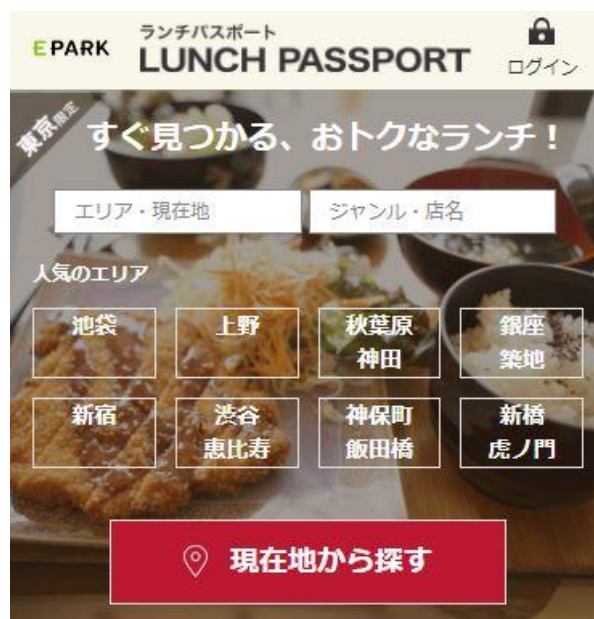 EPARK
ランチパスポート
LUNCH PASSPORT
ログイン
東京限定
すぐ見つかる、おトクなランチ！
エリア・現在地
ジャンル・店名
人気のエリア
池袋
上野
秋葉原
神田
銀座
築地
新宿
渋谷
恵比寿
神保町
飯田橋
新橋
虎ノ門
現在地から探す